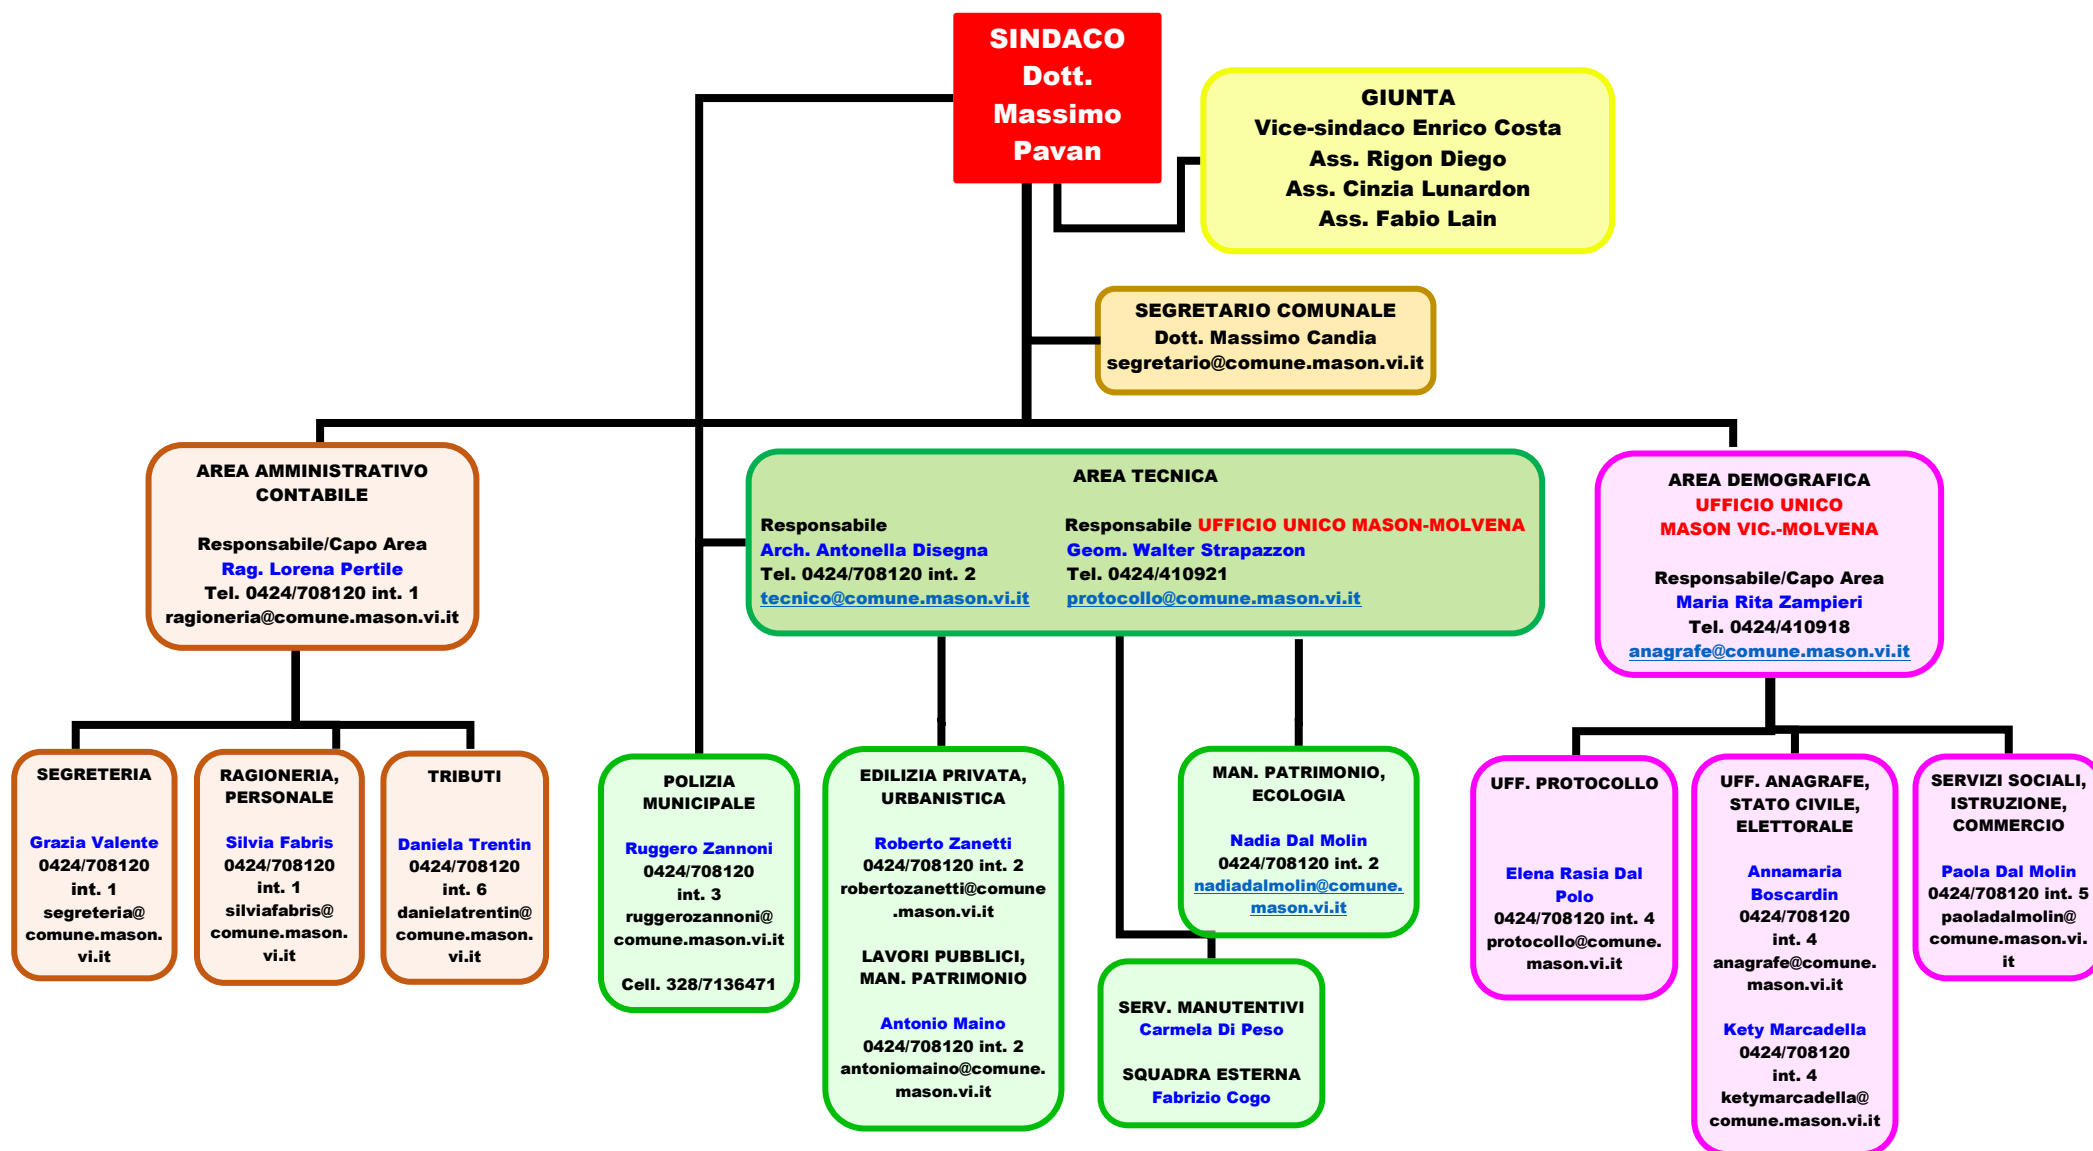 SINDACO
Dott.
Massimo
Pavan
GIUNTA
Vice-sindaco Enrico Costa
Ass. Rigon Diego
Ass. Cinzia Lunardon
Ass. Fabio Lain
SEGRETARIO COMUNALE
Dott. Massimo Candia
segretario@comune.mason.vi.it
AREA AMMINISTRATIVO
CONTABILE
Responsabile/Capo Area
Rag. Lorena Pertile
Tel. 0424/708120 int. 1
ragioneria@comune.mason.vi.it
AREA TECNICA
Responsabile
Arch. Antonella Disegna
Tel. 0424/708120 int. 2
tecnico@comune.mason.vi.it
Responsabile UFFICIO UNICO MASON-MOLVENA
Geom. Walter Strapazzon
Tel. 0424/410921
protocollo@comune.mason.vi.it
AREA DEMOGRAFICA
UFFICIO UNICO
MASON VIC.-MOLVENA
Responsabile/Capo Area
Maria Rita Zampieri
Tel. 0424/410918
anagrafe@comune.mason.vi.it
SEGRETERIA
Grazia Valente
0424/708120
int. 1
segreteria@
comune.mason.
vi.it
RAGIONERIA,
PERSONALE
Silvia Fabris
0424/708120
int. 1
silviafabris@
comune.mason.
vi.it
TRIBUTI
Daniela Trentin
0424/708120
int. 6
danielatrentin@
comune.mason.
vi.it
POLIZIA
MUNICIPALE
Ruggero Zannoni
0424/708120
int. 3
ruggerozannoni@
comune.mason.vi.it
Cell. 328/7136471
EDILIZIA PRIVATA,
URBANISTICA
Roberto Zanetti
0424/708120 int. 2
robertozanetti@comune
.mason.vi.it
LAVORI PUBBLICI,
MAN. PATRIMONIO
Antonio Maino
0424/708120 int. 2
antoniomaino@comune.
mason.vi.it
MAN. PATRIMONIO,
ECOLOGIA
Nadia Dal Molin
0424/708120 int. 2
nadiadalmolin@comune.
mason.vi.it
SERV. MANUTENTIVI
Carmela Di Peso
SQUADRA ESTERNA
Fabrizio Cogo
UFF. PROTOCOLLO
Elena Rasia Dal
Polo
0424/708120 int. 4
protocollo@comune.
mason.vi.it
UFF. ANAGRAFE,
STATO CIVILE,
ELETTORALE
Annamaria
Boscardin
0424/708120
int. 4
anagrafe@comune.
mason.vi.it
Kety Marcadella
0424/708120
int. 4
ketymarcadella@
comune.mason.vi.it
SERVIZI SOCIALI,
ISTRUZIONE,
COMMERCIO
Paola Dal Molin
0424/708120 int. 5
paoladalmolin@
comune.mason.vi.
it